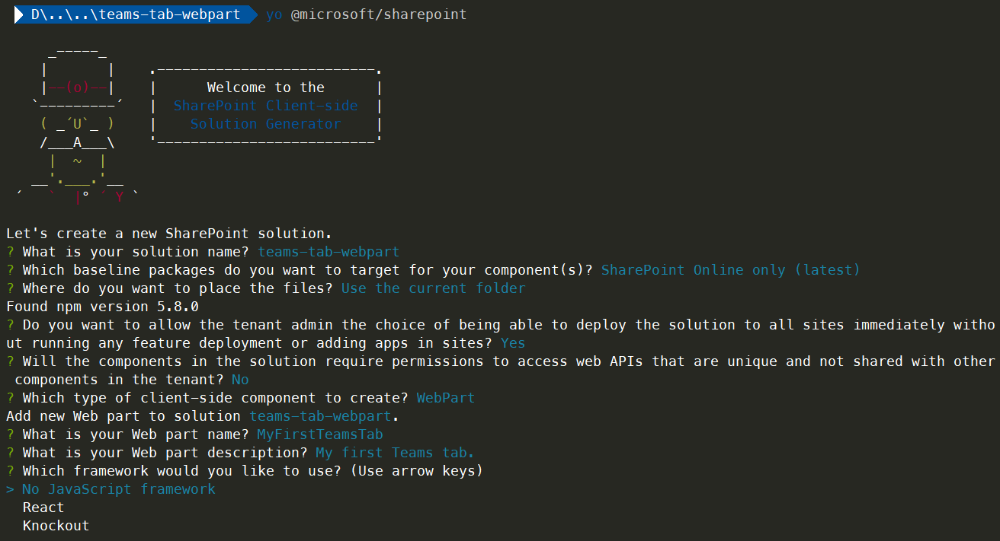 D\..\..\teams-tab-webpart yo @microsoft/sharepoint
     _-----_
    |       |    .--------------------------.
    |--(o)--|    |      Welcome to the      |
   `---------´   |  SharePoint Client-side  |
    ( _´U`_ )    |    Solution Generator    |
    /___A___\    '--------------------------'
     |  ~  |
   __'.___.'__
 ´   `  |° ´ Y `
Let's create a new SharePoint solution.
? What is your solution name? teams-tab-webpart
? Which baseline packages do you want to target for your component(s)? SharePoint Online only (latest)
? Where do you want to place the files? Use the current folder
Found npm version 5.8.0
? Do you want to allow the tenant admin the choice of being able to deploy the solution to all sites immediately witho
ut running any feature deployment or adding apps in sites? Yes
? Will the components in the solution require permissions to access web APIs that are unique and not shared with other
 components in the tenant? No
? Which type of client-side component to create? WebPart
Add new Web part to solution teams-tab-webpart.
? What is your Web part name? MyFirstTeamsTab
? What is your Web part description? My first Teams tab.
? Which framework would you like to use? (Use arrow keys)
> No JavaScript framework
  React
  Knockout